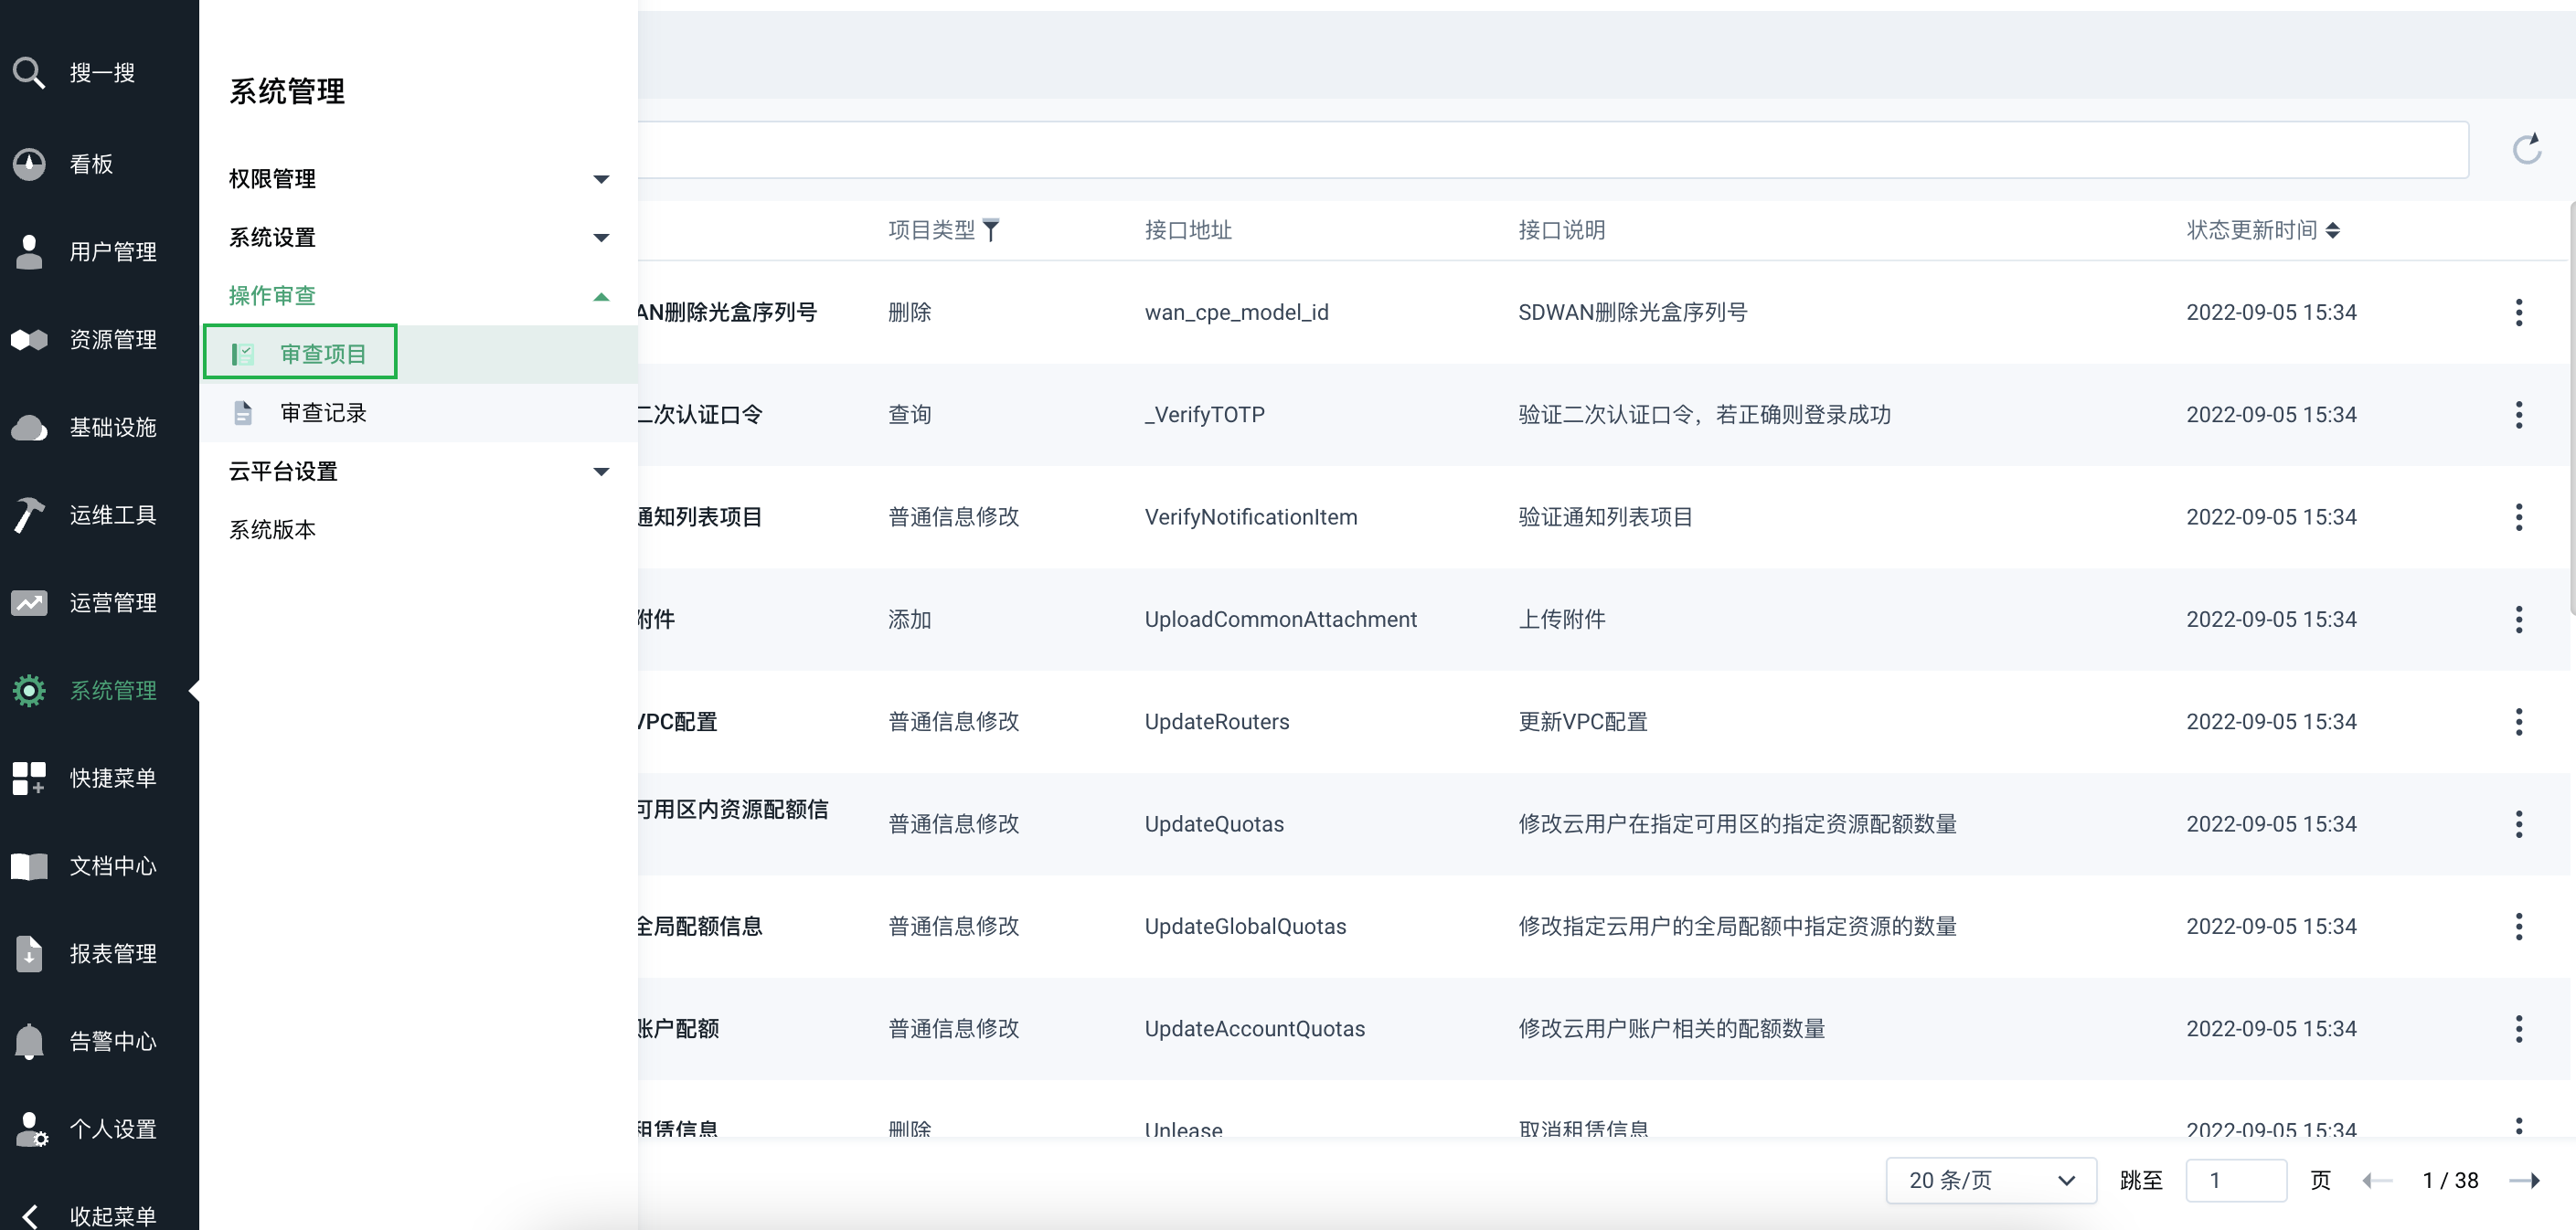 搜一搜
看板
用户管理
资源管理
基础设施
运维工具
运营管理
系统管理
快捷菜单
文档中心
报表管理
告警中心
个人设置
收起菜单
系统管理
权限管理
系统设置
操作审查
审查项目
审查记录
云平台设置
系统版本
项目类型 接口地址 接口说明 状态更新时间
AN删除光盒序列号 删除 wan_cpe_model_id SDWAN删除光盒序列号 2022-09-05 15:34
二次认证口令 查询 _VerifyTOTP 验证二次认证口令，若正确则登录成功 2022-09-05 15:34
通知列表项目 普通信息修改 VerifyNotificationItem 验证通知列表项目 2022-09-05 15:34
附件 添加 UploadCommonAttachment 上传附件 2022-09-05 15:34
VPC配置 普通信息修改 UpdateRouters 更新VPC配置 2022-09-05 15:34
可用区内资源配额信 普通信息修改 UpdateQuotas 修改云用户在指定可用区的指定资源配额数量 2022-09-05 15:34
全局配额信息 普通信息修改 UpdateGlobalQuotas 修改指定云用户的全局配额中指定资源的数量 2022-09-05 15:34
账户配额 普通信息修改 UpdateAccountQuotas 修改云用户账户相关的配额数量 2022-09-05 15:34
租赁信息 删除 Unlease 取消租赁信息 2022-09-05 15:34
20 条/页 跳至 1 页 1 / 38